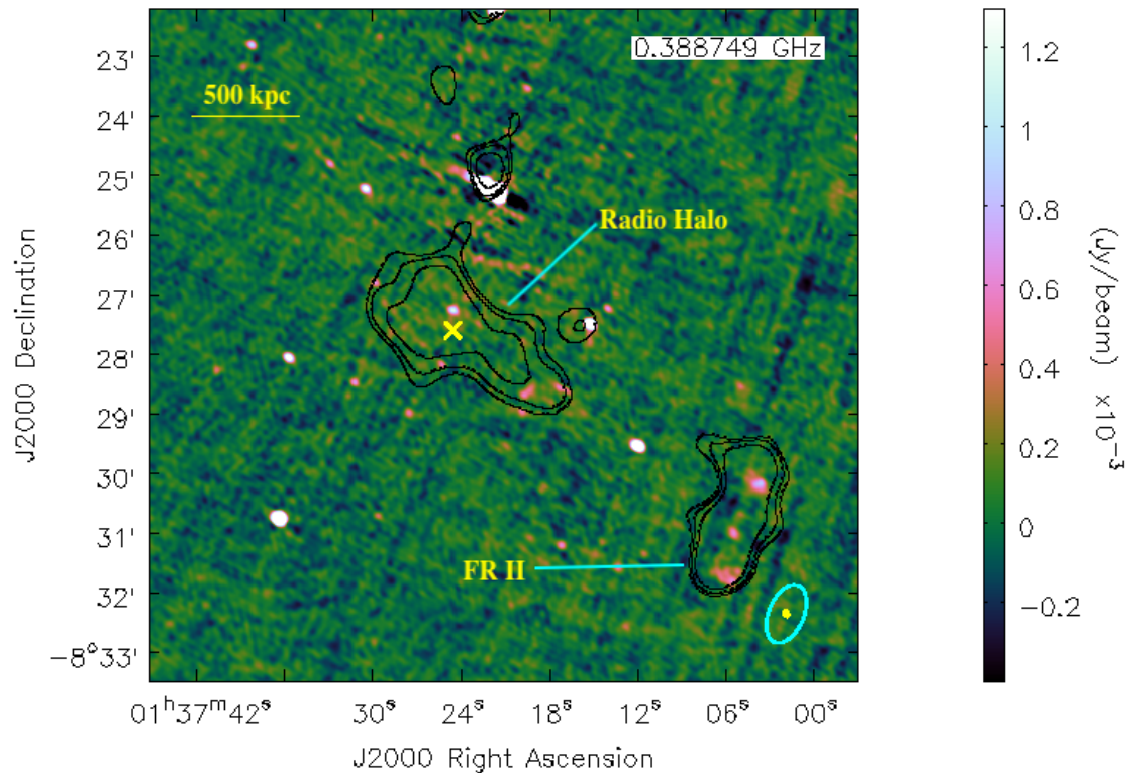 0.388749 GHz
500 kpc
Radio Halo
FR II
23'
24'
25'
26'
27'
28'
29'
30'
31'
32'
-8°33'
J2000 Declination
01ʰ37ᵐ42ˢ 30ˢ 24ˢ 18ˢ 12ˢ 06ˢ 00ˢ
J2000 Right Ascension
1.2
1
0.8
0.6
0.4
0.2
0
-0.2
(Jy/beam) x10⁻³